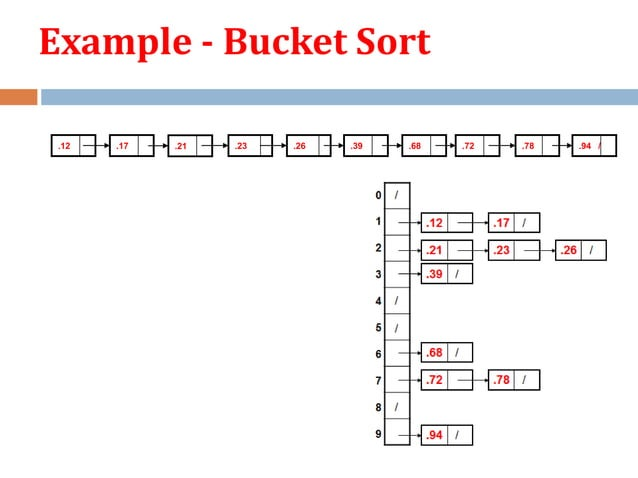 Example - Bucket Sort
.12 .17 .21 .23 .26 .39 .68 .72 .78 .94 /
0 /
1 .12 .17 /
2 .21 .23 .26 /
3 .39 /
4 /
5 /
6 .68 /
7 .72 .78 /
8 /
9 .94 /